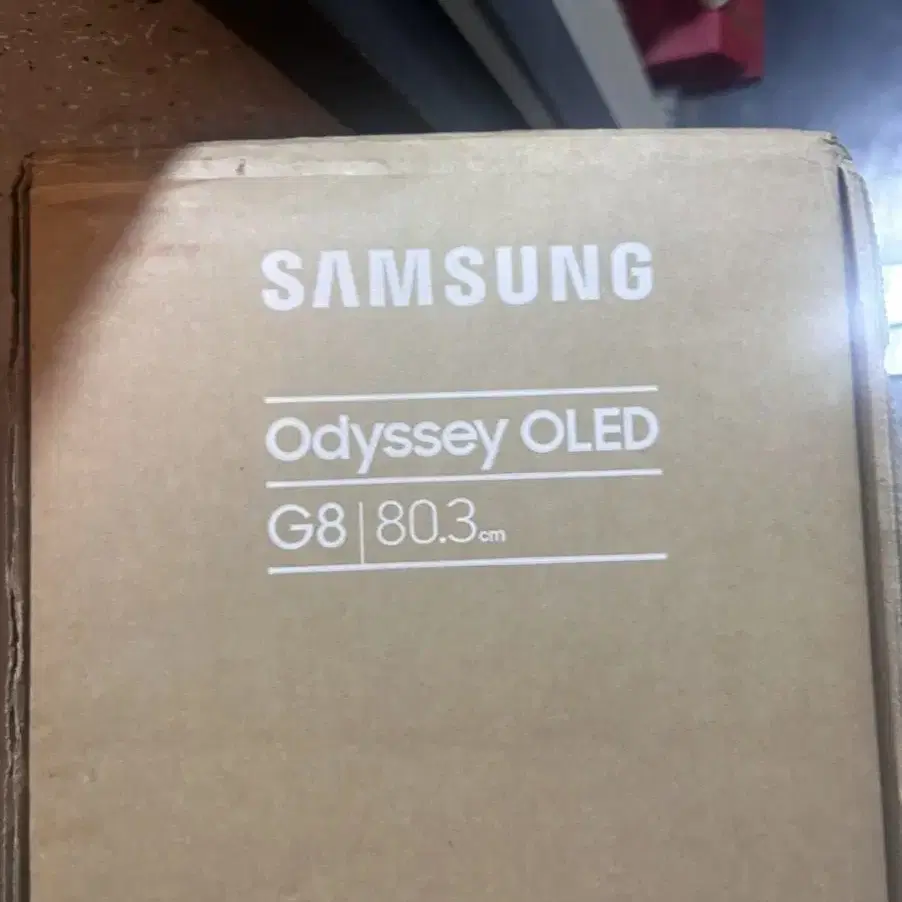 SAMSUNG
Odyssey OLED
G8|80.3cm